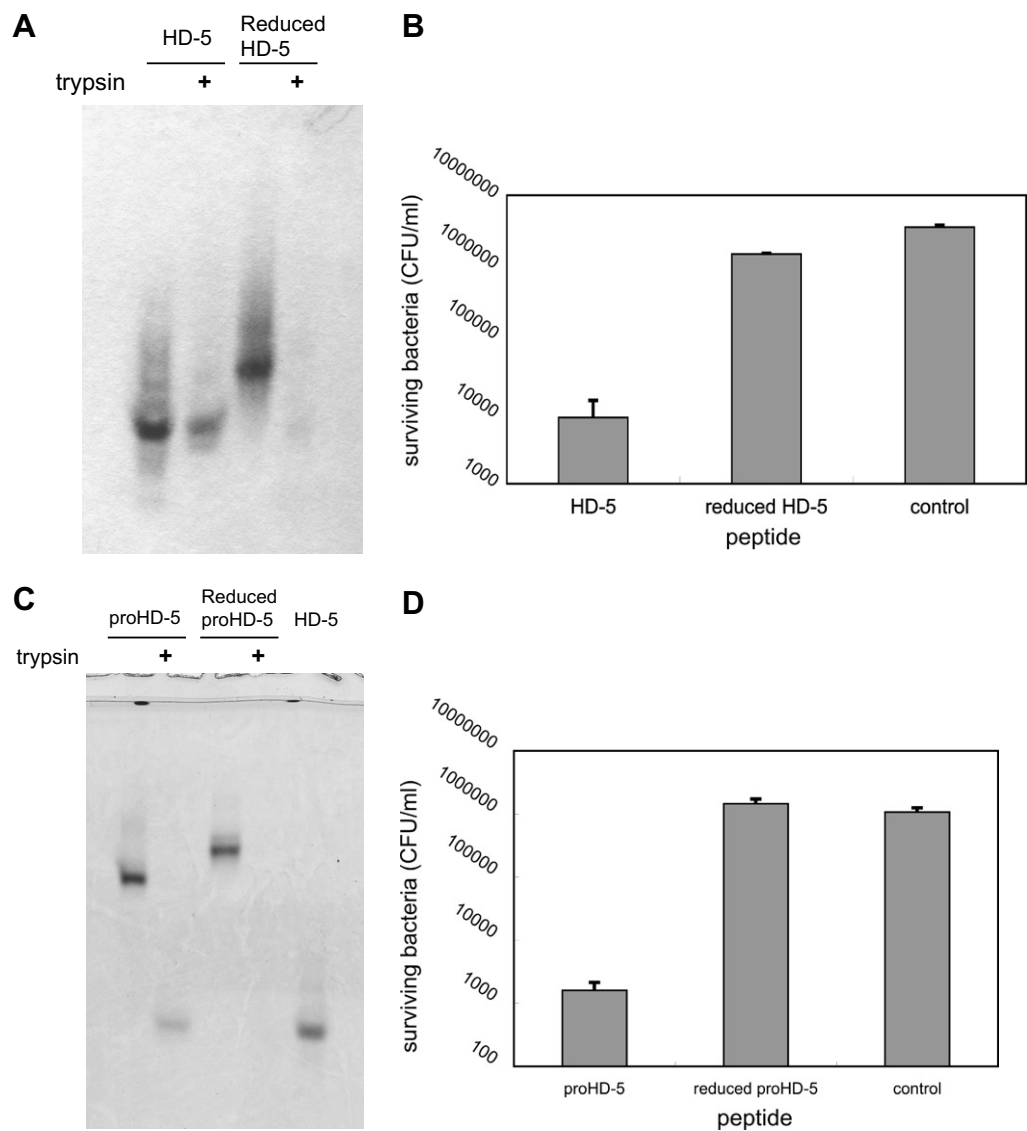 A
HD-5
Reduced
HD-5
trypsin
+
+
B
surviving bacteria (CFU/ml)
10000000
1000000
100000
10000
1000
HD-5
reduced HD-5
control
peptide
C
proHD-5
Reduced
proHD-5
HD-5
trypsin
+
+
D
surviving bacteria (CFU/ml)
10000000
1000000
100000
10000
1000
100
proHD-5
reduced proHD-5
control
peptide